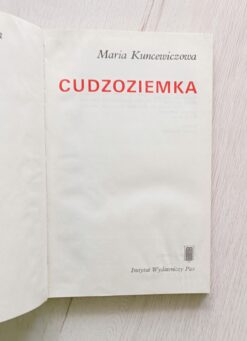 Maria Kuncewiczowa
CUDZOZIEMKA
Instytut Wydawniczy Pax